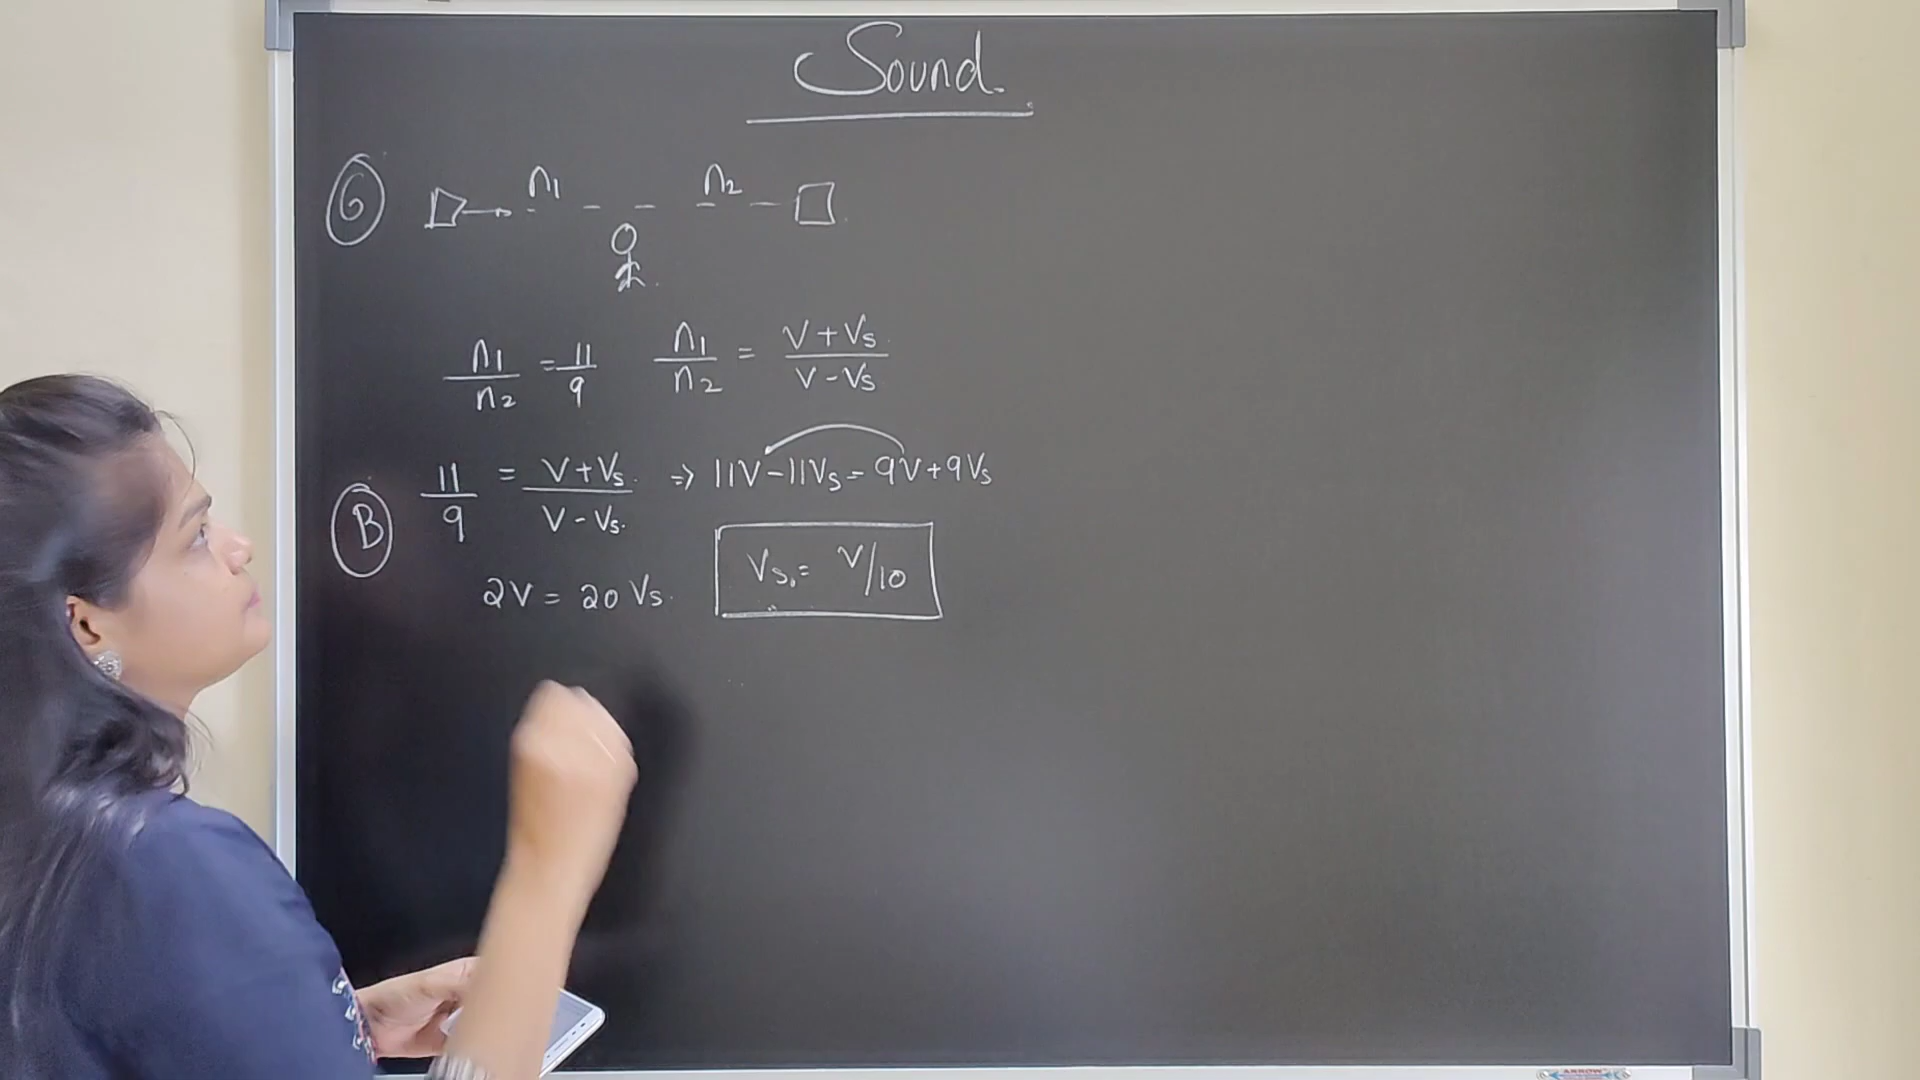 Sound.
6 n1 n2
n1/n2 = 11/9 n1/n2 = V+Vs/V-Vs
B 11/9 = V+Vs/V-Vs. => 11V-11Vs = 9V+9Vs
2V = 20 Vs. Vs. = V/10
ARROW